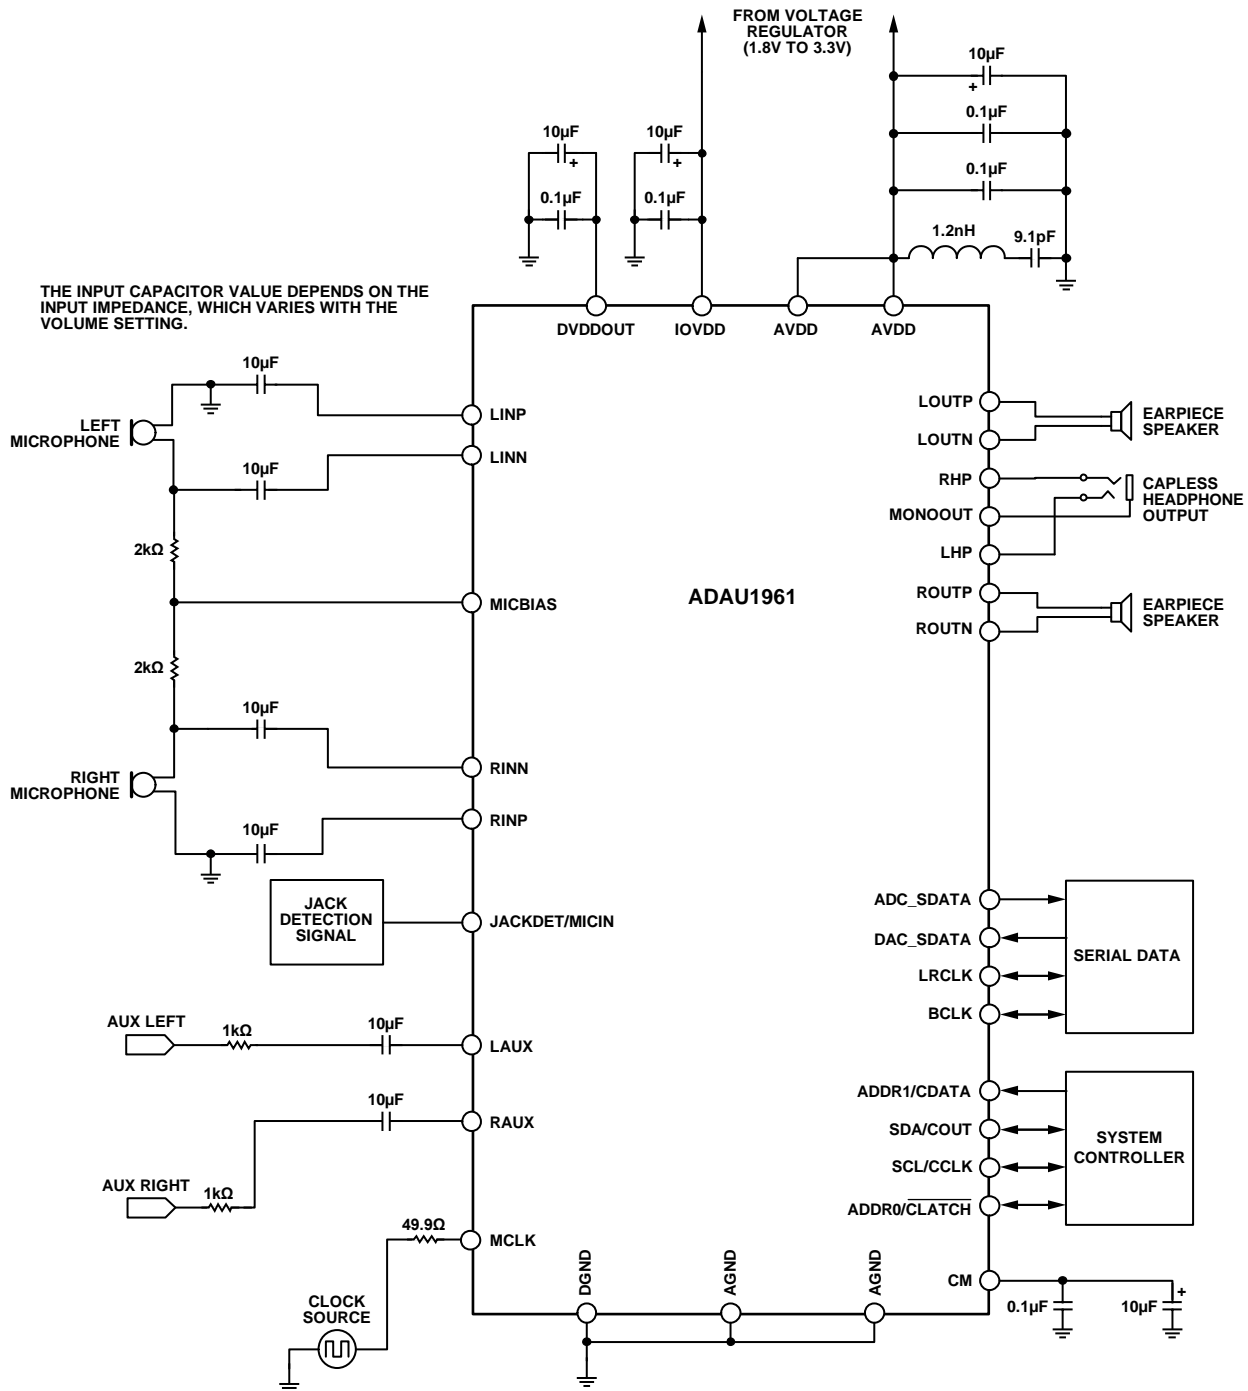 FROM VOLTAGE
REGULATOR
(1.8V TO 3.3V)
10µF
+
0.1µF
0.1µF
1.2nH
9.1pF
10µF
+
0.1µF
10µF
+
0.1µF
THE INPUT CAPACITOR VALUE DEPENDS ON THE
INPUT IMPEDANCE, WHICH VARIES WITH THE
VOLUME SETTING.
DVDDOUT
IOVDD
AVDD
AVDD
10µF
LEFT
MICROPHONE
10µF
2kΩ
2kΩ
10µF
RIGHT
MICROPHONE
10µF
JACK
DETECTION
SIGNAL
AUX LEFT
1kΩ
10µF
10µF
AUX RIGHT
1kΩ
49.9Ω
CLOCK
SOURCE
LINP
LINN
MICBIAS
RINN
RINP
JACKDET/MICIN
LAUX
RAUX
MCLK
ADAU1961
DGND
AGND
AGND
LOUTP
LOUTN
RHP
MONOOUT
LHP
ROUTP
ROUTN
ADC_SDATA
DAC_SDATA
LRCLK
BCLK
ADDR1/CDATA
SDA/COUT
SCL/CCLK
ADDR0/CLATCH
CM
EARPIECE
SPEAKER
CAPLESS
HEADPHONE
OUTPUT
EARPIECE
SPEAKER
SERIAL DATA
SYSTEM
CONTROLLER
0.1µF
10µF
+